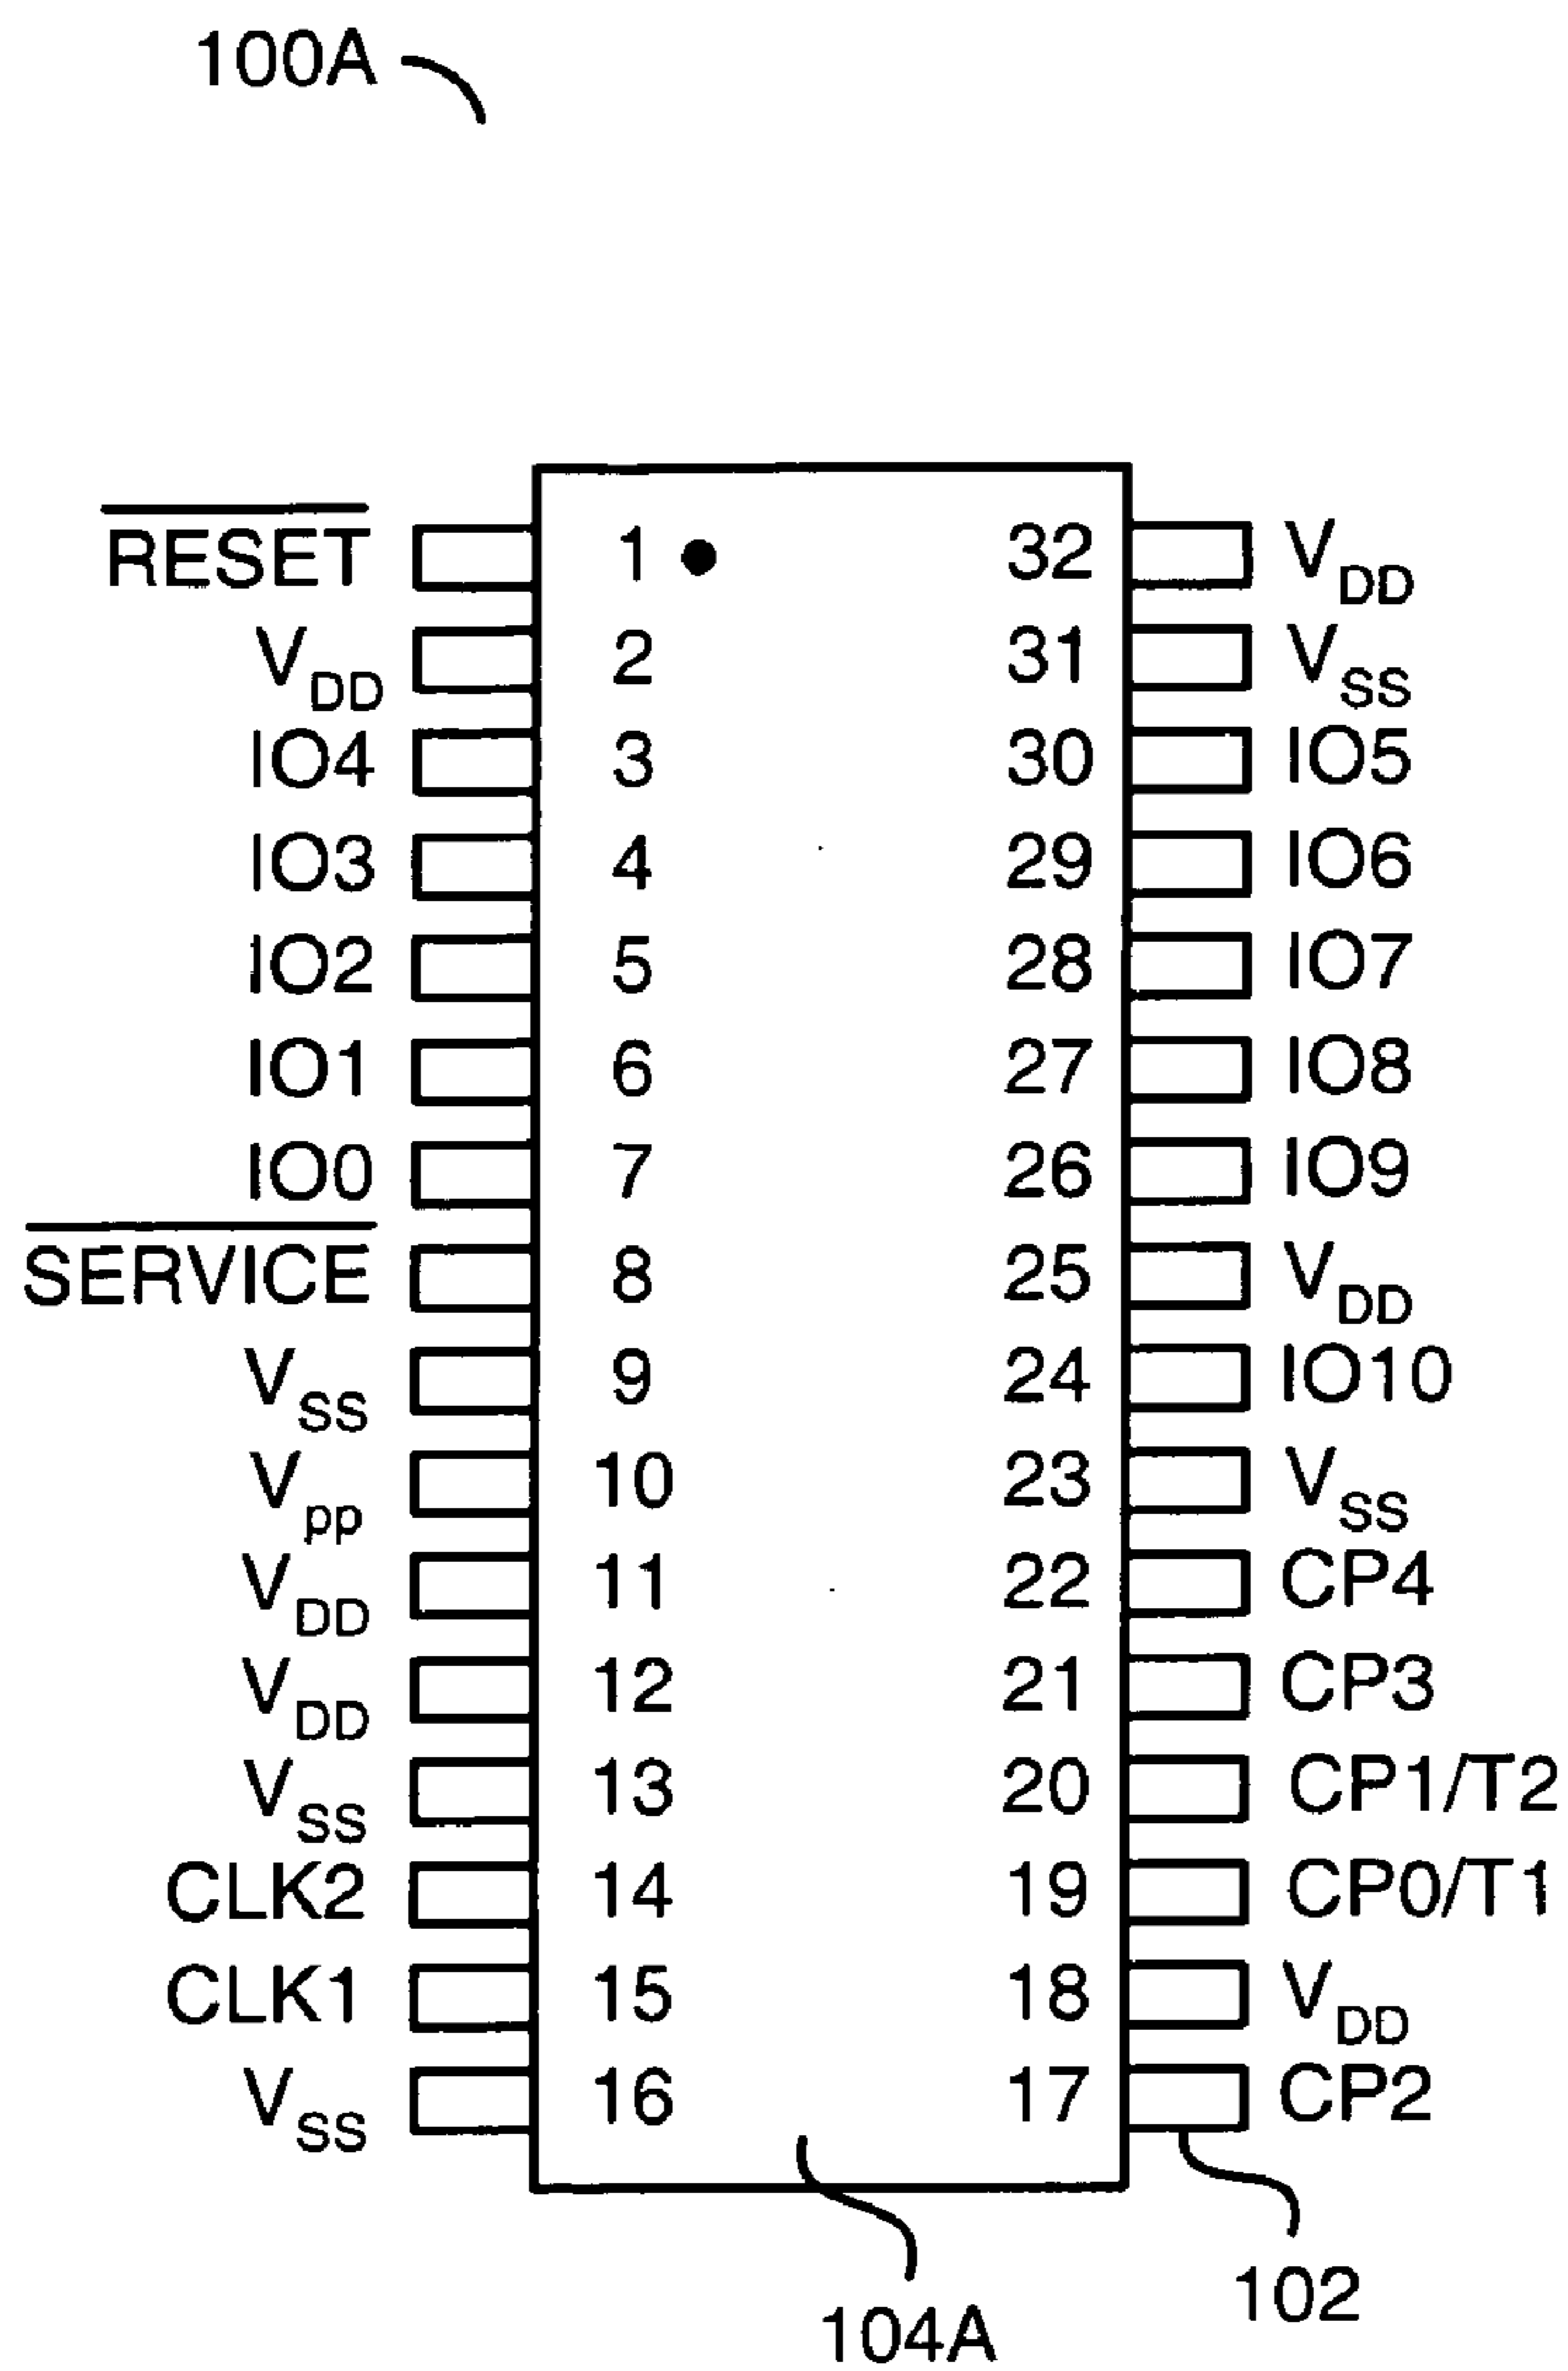 100A
RESET 1 32 VDD
VDD 2 31 VSS
IO4 3 30 IO5
IO3 4 29 IO6
IO2 5 28 IO7
IO1 6 27 IO8
IO0 7 26 IO9
SERVICE 8 25 VDD
VSS 9 24 IO10
Vpp 10 23 VSS
VDD 11 22 CP4
VDD 12 21 CP3
VSS 13 20 CP1/T2
CLK2 14 19 CP0/T1
CLK1 15 18 VDD
VSS 16 17 CP2
102
104A